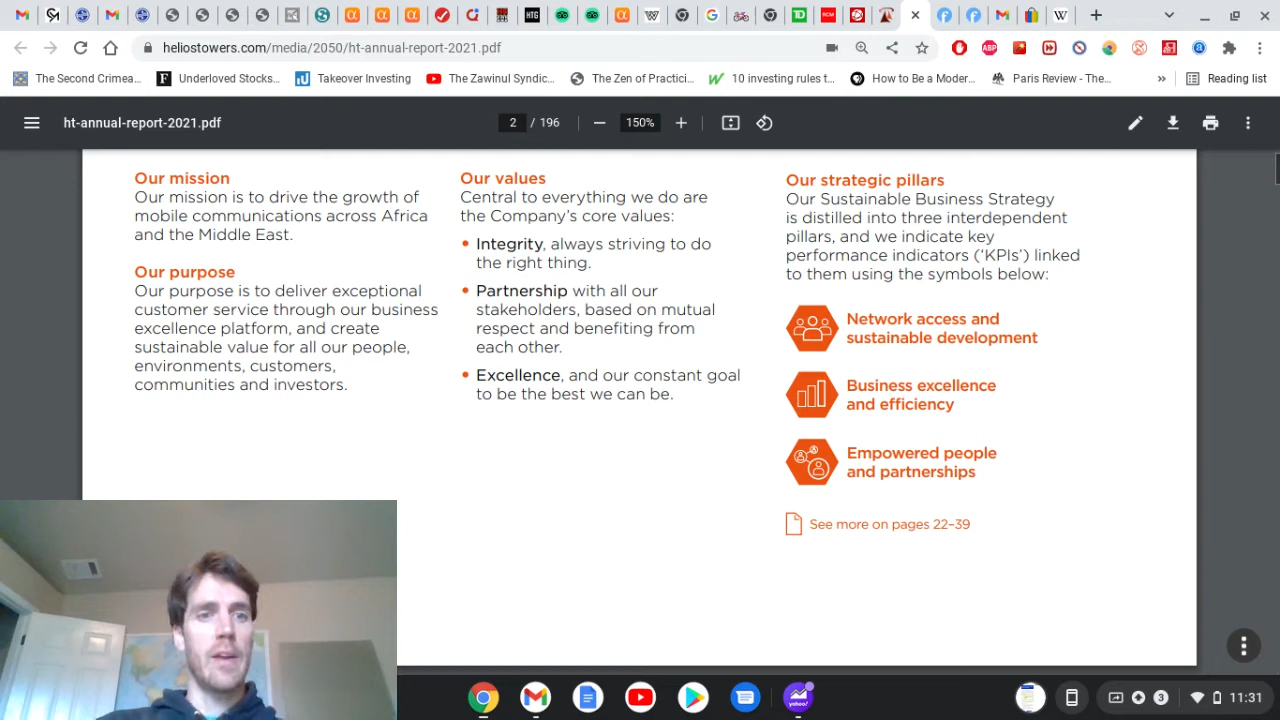 heliostowers.com/media/2050/ht-annual-report-2021.pdf
ABP
The Second Crimea...
Underloved Stocks...
Takeover Investing
The Zawinul Syndic...
The Zen of Practici...
10 investing rules t...
How to Be a Moder...
Paris Review - The...
»
Reading list
ht-annual-report-2021.pdf
2 / 196
150%
Our mission
Our mission is to drive the growth of
mobile communications across Africa
and the Middle East.
Our purpose
Our purpose is to deliver exceptional
customer service through our business
excellence platform, and create
sustainable value for all our people,
environments, customers,
communities and investors.
Our values
Central to everything we do are
the Company's core values:
• Integrity, always striving to do
the right thing.
• Partnership with all our
stakeholders, based on mutual
respect and benefiting from
each other.
• Excellence, and our constant goal
to be the best we can be.
Our strategic pillars
Our Sustainable Business Strategy
is distilled into three interdependent
pillars, and we indicate key
performance indicators ('KPIs') linked
to them using the symbols below:
Network access and
sustainable development
Business excellence
and efficiency
Empowered people
and partnerships
See more on pages 22–39
yahoo!
3
11:31